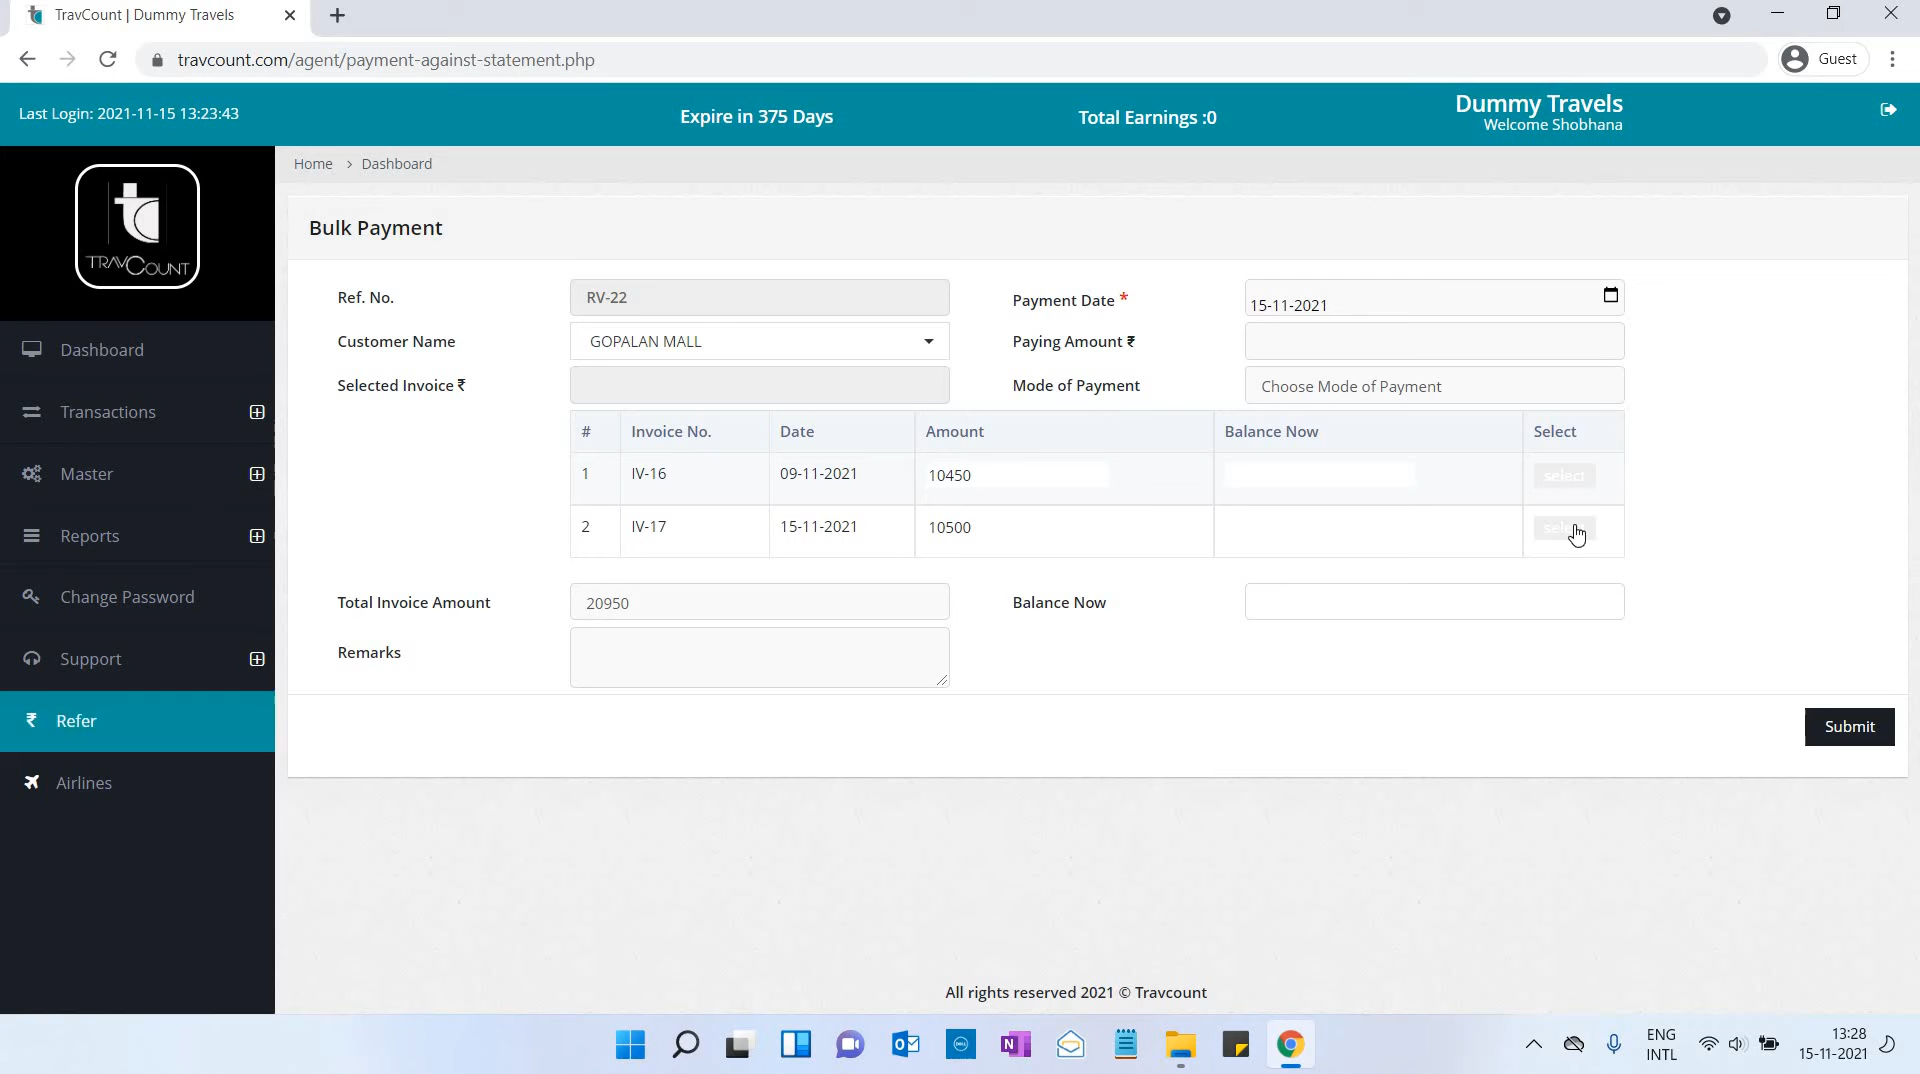 TravCount | Dummy Travels
travcount.com/agent/payment-against-statement.php
Guest
Last Login: 2021-11-15 13:23:43
Expire in 375 Days
Total Earnings :0
Dummy Travels
Welcome Shobhana
Home > Dashboard
TRAVCOUNT
Dashboard
Transactions
Master
Reports
Change Password
Support
₹ Refer
Airlines
Bulk Payment
Ref. No. RV-22 Payment Date * 15-11-2021
Customer Name GOPALAN MALL Paying Amount ₹
Selected Invoice ₹ Mode of Payment Choose Mode of Payment
# Invoice No. Date Amount Balance Now Select
1 IV-16 09-11-2021 10450 select
2 IV-17 15-11-2021 10500
Total Invoice Amount 20950 Balance Now
Remarks
Submit
All rights reserved 2021 © Travcount
ENG
INTL
13:28
15-11-2021